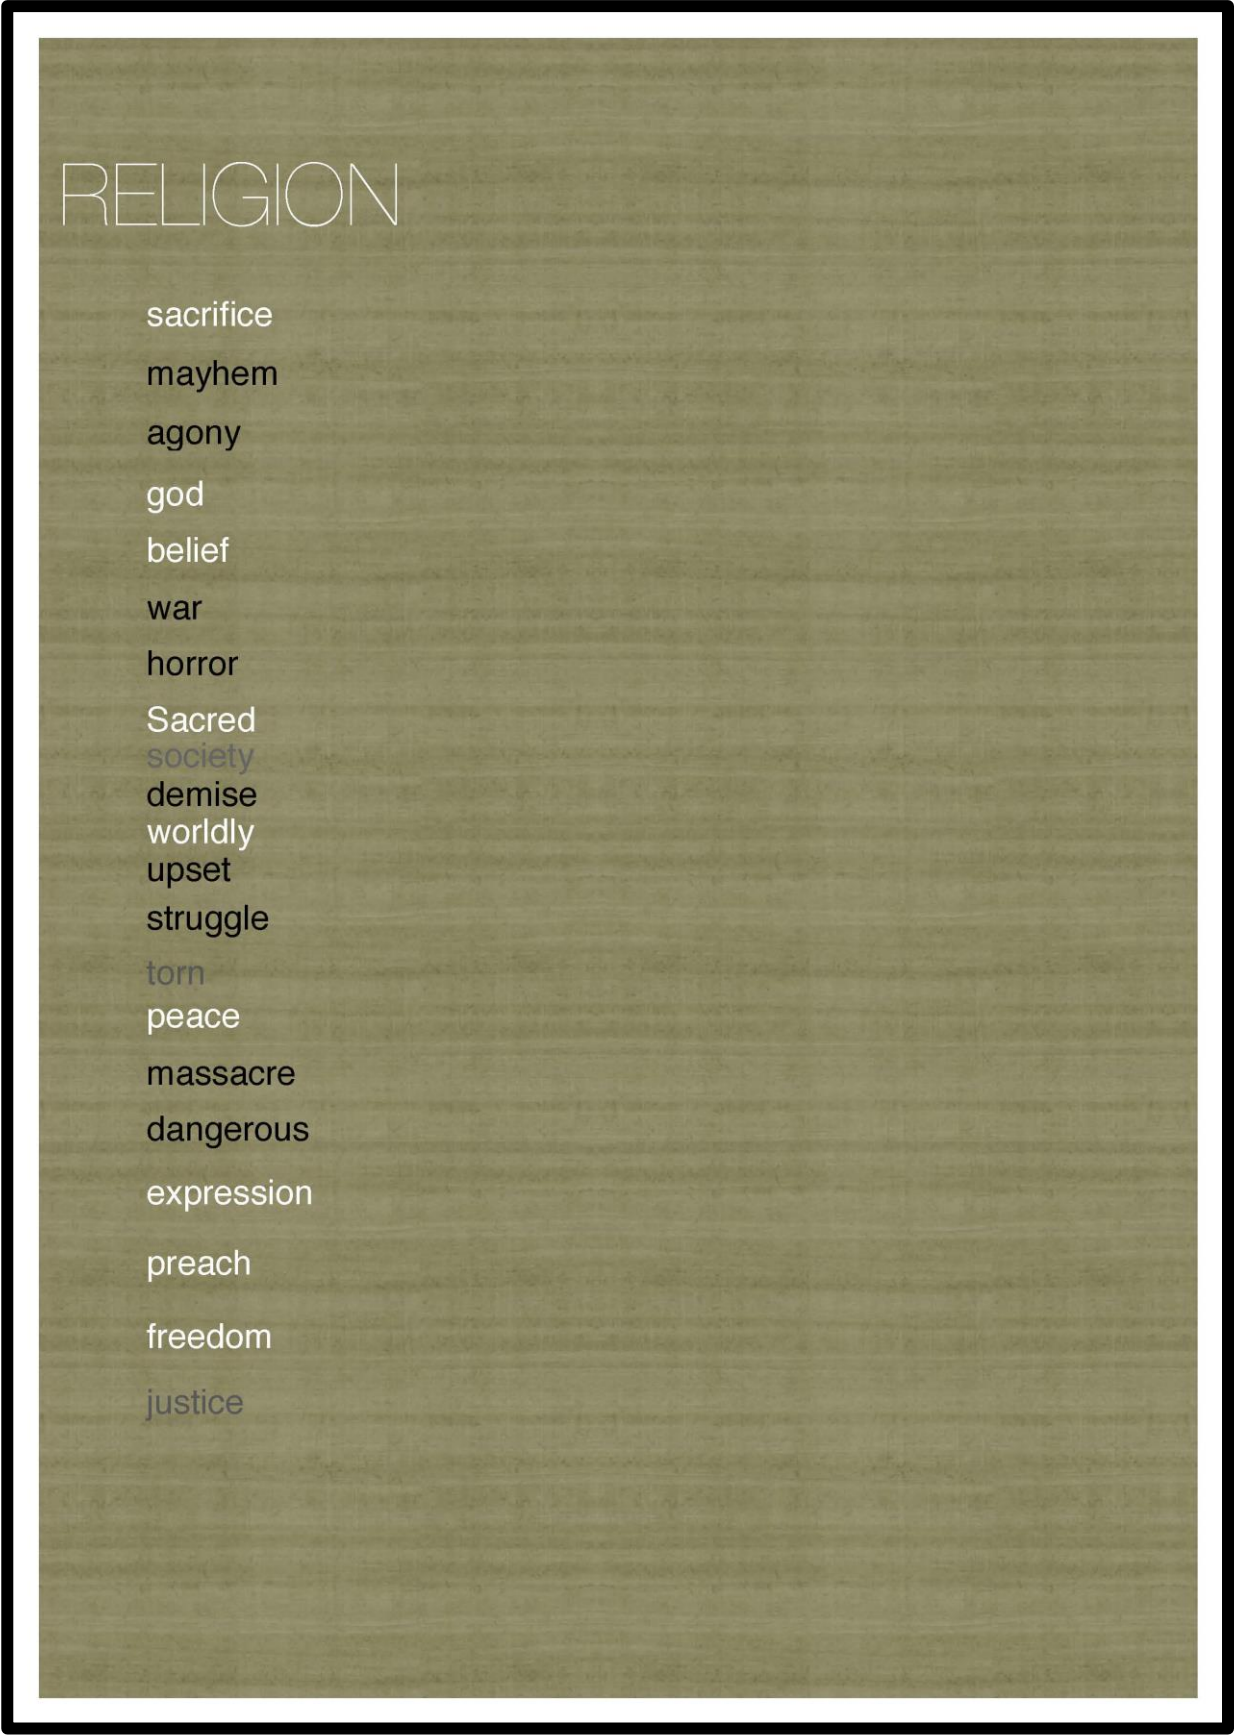 RELIGION
sacrifice
mayhem
agony
god
belief
war
horror
Sacred
society
demise
worldly
upset
struggle
torn
peace
massacre
dangerous
expression
preach
freedom
justice